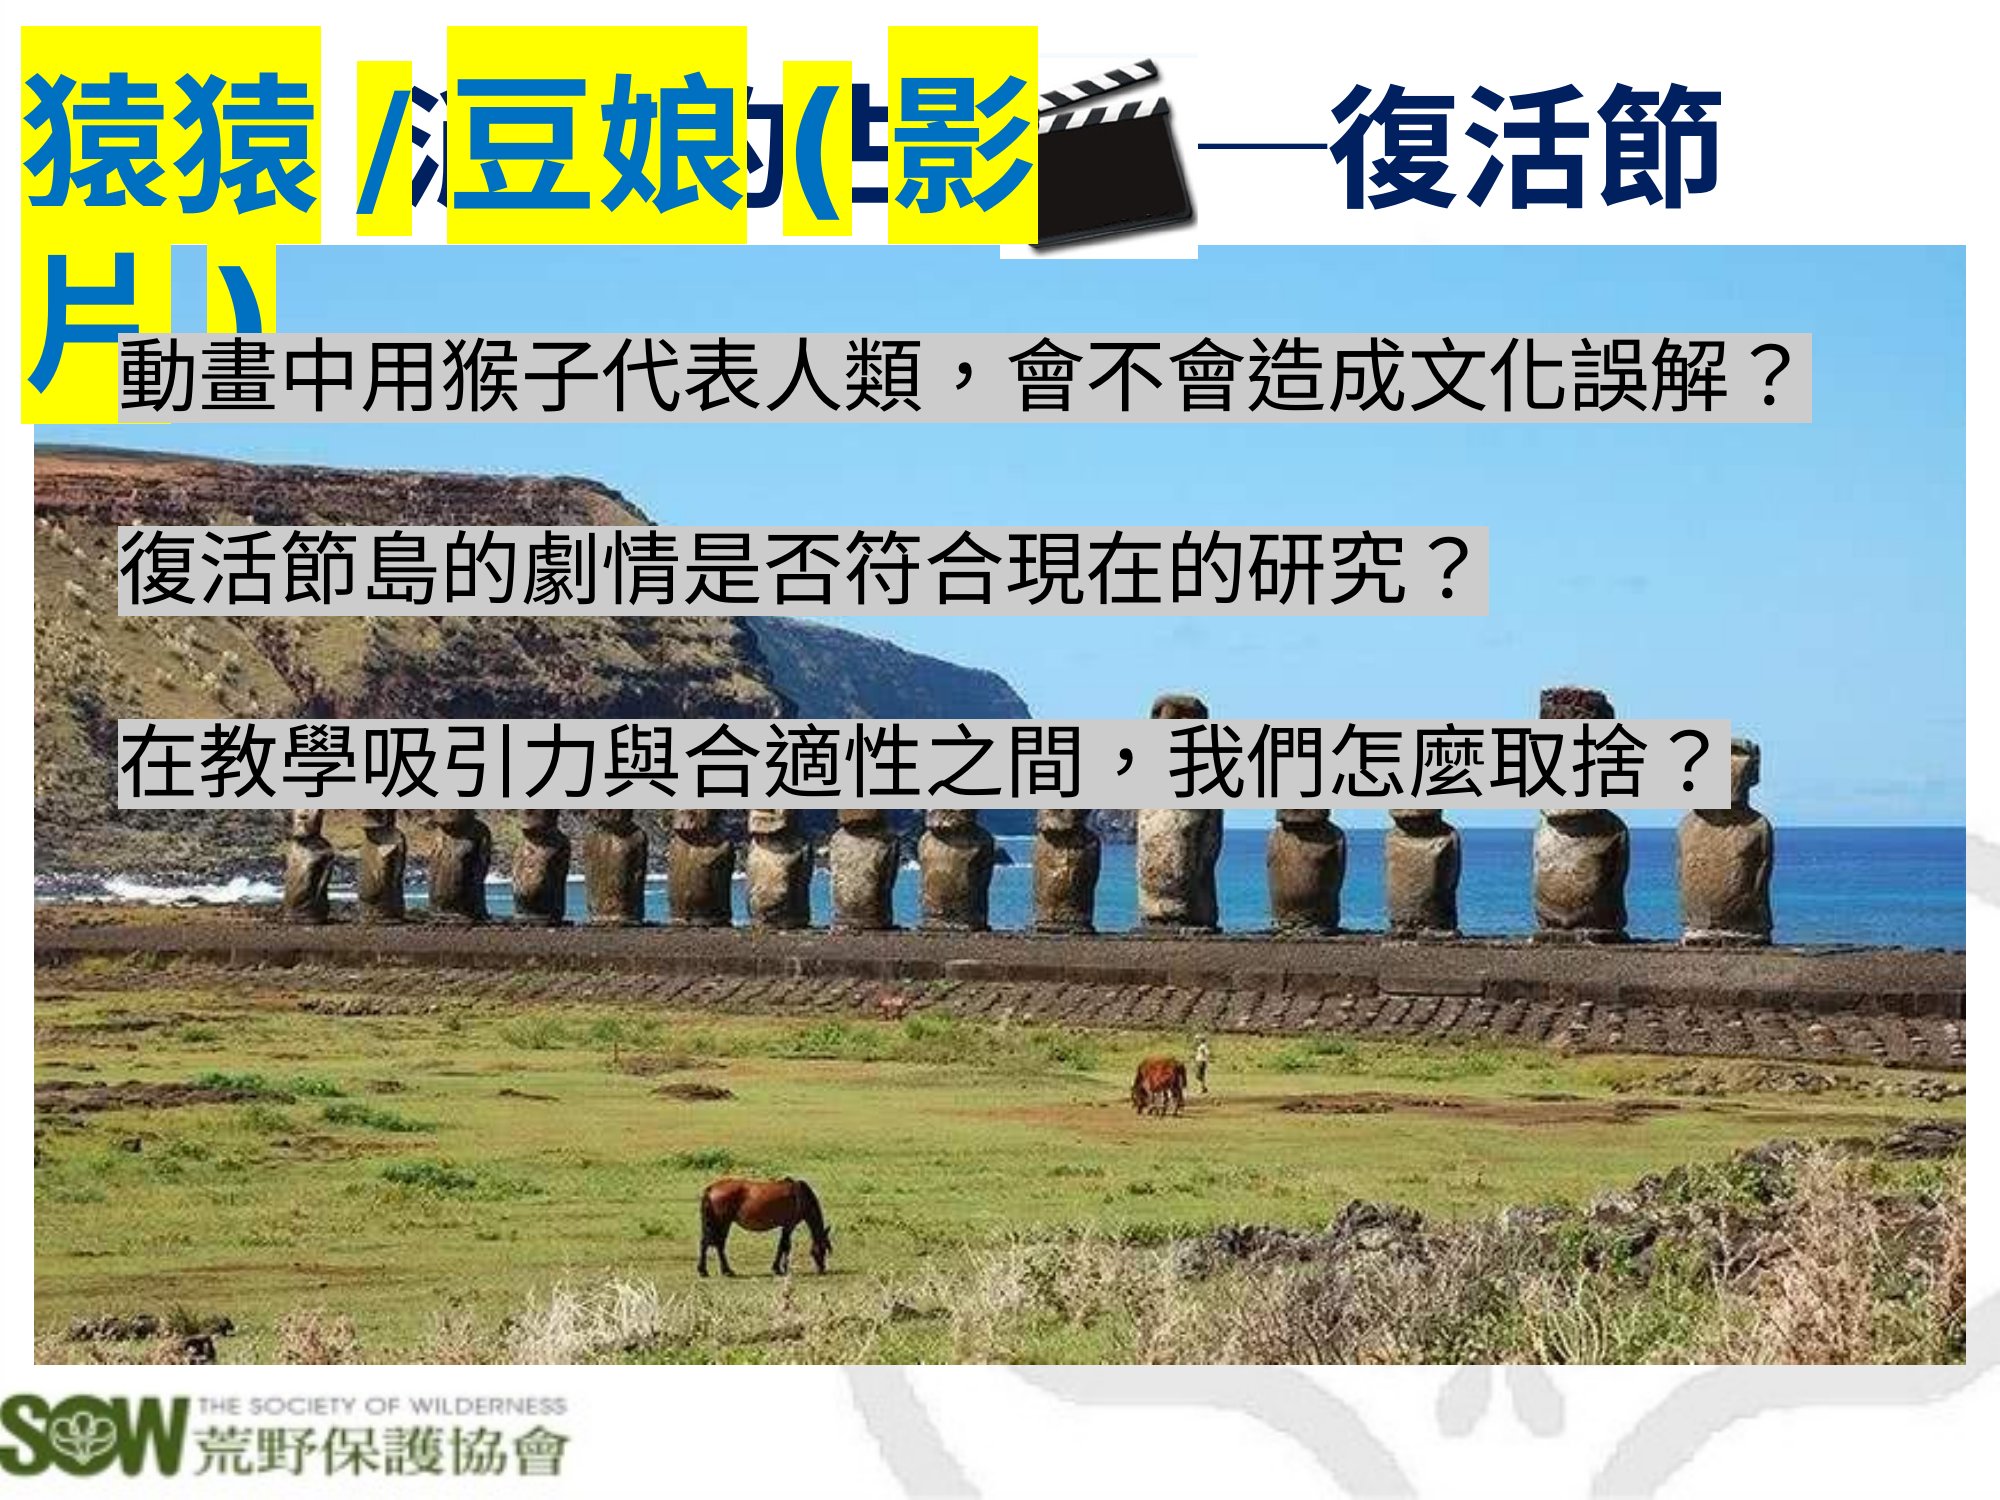 猿猿 /豆娘(影
片)
的
—復活節
動畫中用猴子代表人類，會不會造成文化誤解？
復活節島的劇情是否符合現在的研究？
在教學吸引力與合適性之間，我們怎麼取捨？
SOW THE SOCIETY OF WILDERNESS
荒野保護協會